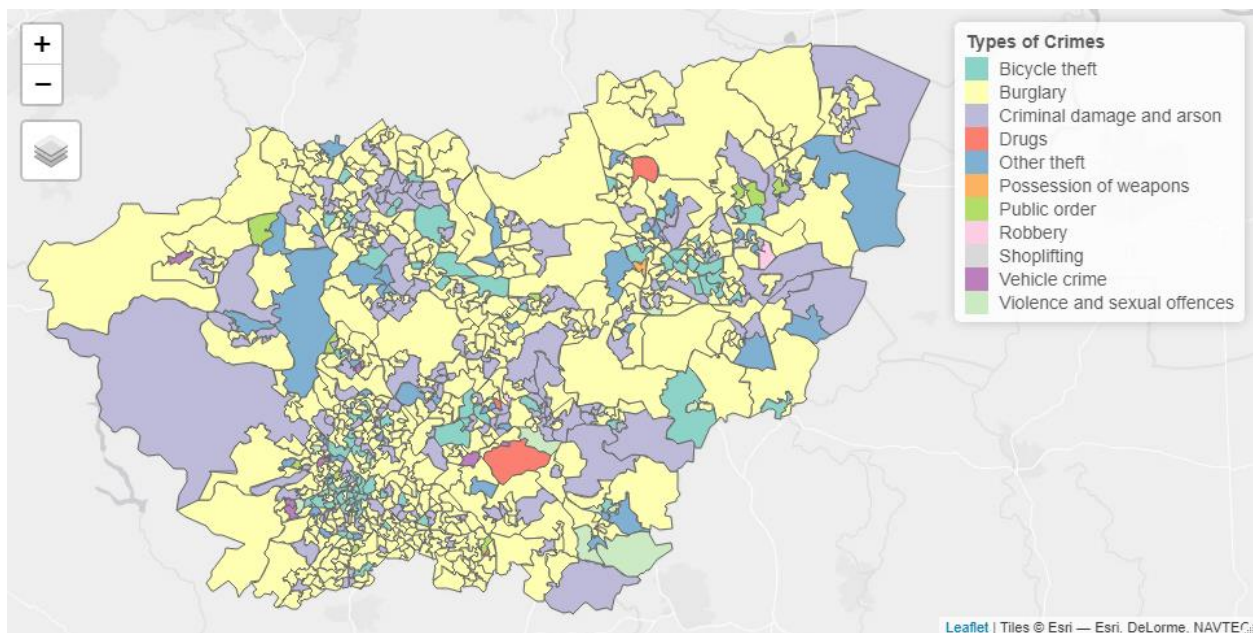 +
−
Types of Crimes
Bicycle theft
Burglary
Criminal damage and arson
Drugs
Other theft
Possession of weapons
Public order
Robbery
Shoplifting
Vehicle crime
Violence and sexual offences
Leaflet | Tiles © Esri — Esri, DeLorme, NAVTEQ